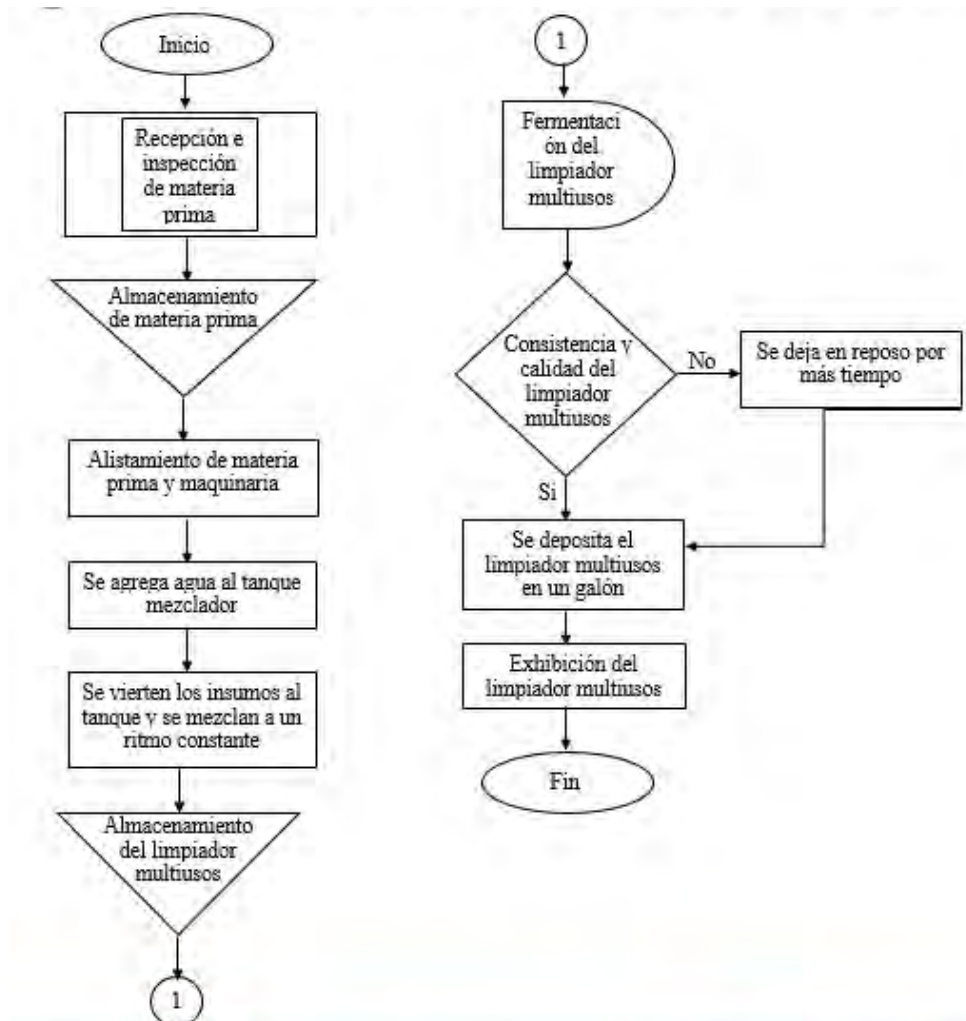 Inicio
Recepción e
inspección
de materia
prima
Almacenamiento
de materia prima
Alistamiento de materia
prima y maquinaria
Se agrega agua al tanque
mezclador
Se vierten los insumos al
tanque y se mezclan a un
ritmo constante
Almacenamiento
del limpiador
multiusos
1
1
Fermentaci
ón del
limpiador
multiusos
Consistencia y
calidad del
limpiador
multiusos
No
Se deja en reposo por
más tiempo
Si
Se deposita el
limpiador multiusos
en un galón
Exhibición del
limpiador multiusos
Fin